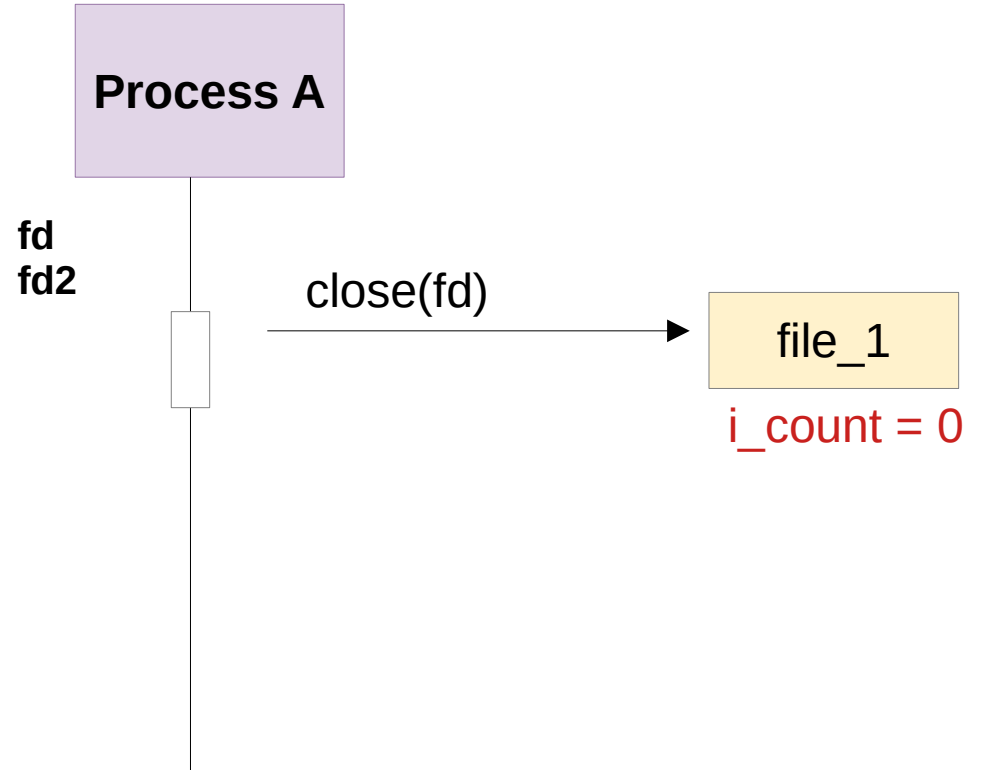 Process A
fd
fd2
close(fd)
file_1
i_count = 0